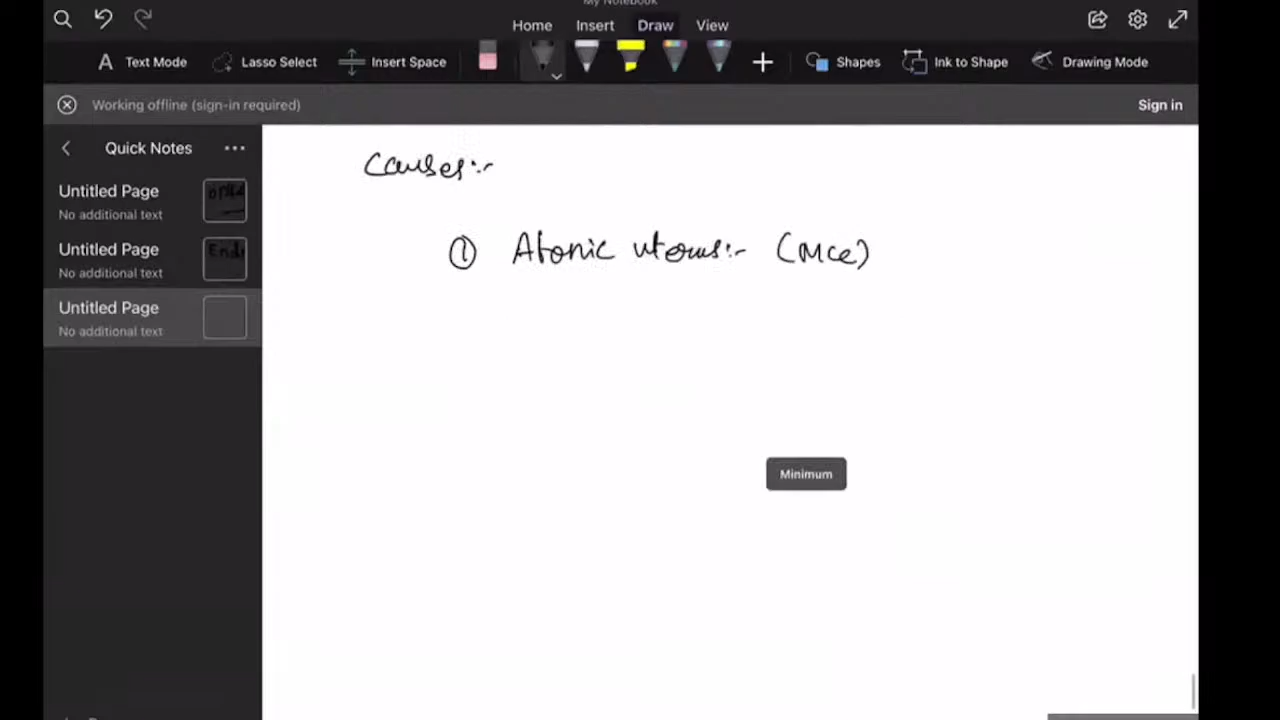 My Notebook
Home Insert Draw View
Text Mode Lasso Select Insert Space Shapes Ink to Shape Drawing Mode
Working offline (sign-in required) Sign in
Quick Notes
Untitled Page
No additional text
Untitled Page
No additional text
Untitled Page
No additional text
Causes:-
① Atonic uterus:- (MCC)
Minimum